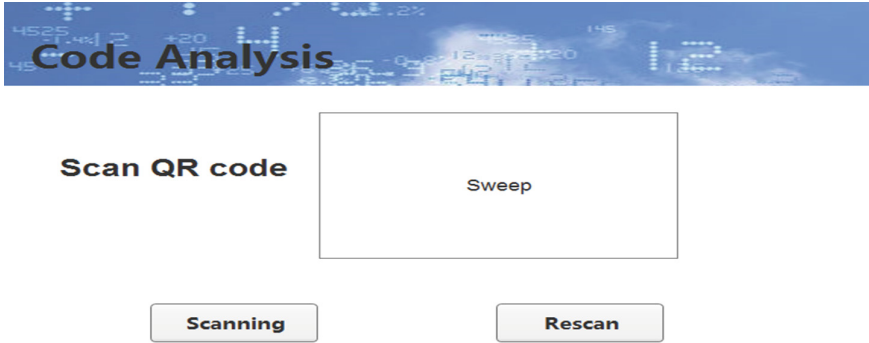 Code Analysis
Scan QR code
Sweep
Scanning
Rescan